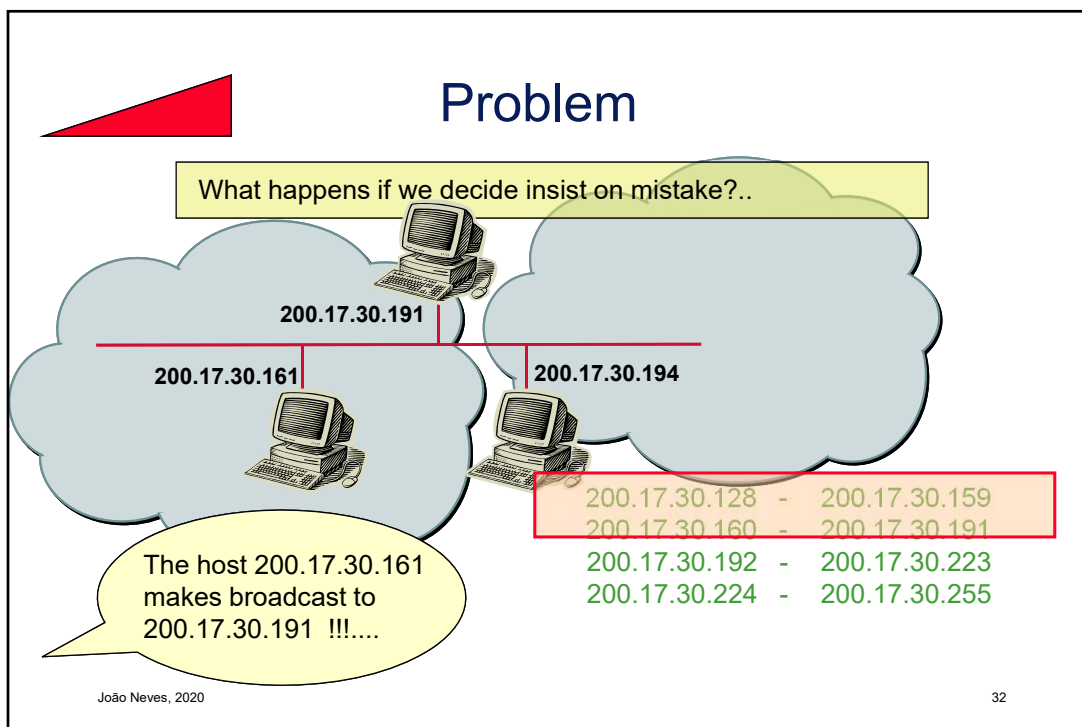 Problem
What happens if we decide insist on mistake?..
200.17.30.191
200.17.30.161
200.17.30.194
200.17.30.128 - 200.17.30.159
200.17.30.160 - 200.17.30.191
200.17.30.192 - 200.17.30.223
200.17.30.224 - 200.17.30.255
The host 200.17.30.161
makes broadcast to
200.17.30.191 !!!....
João Neves, 2020
32